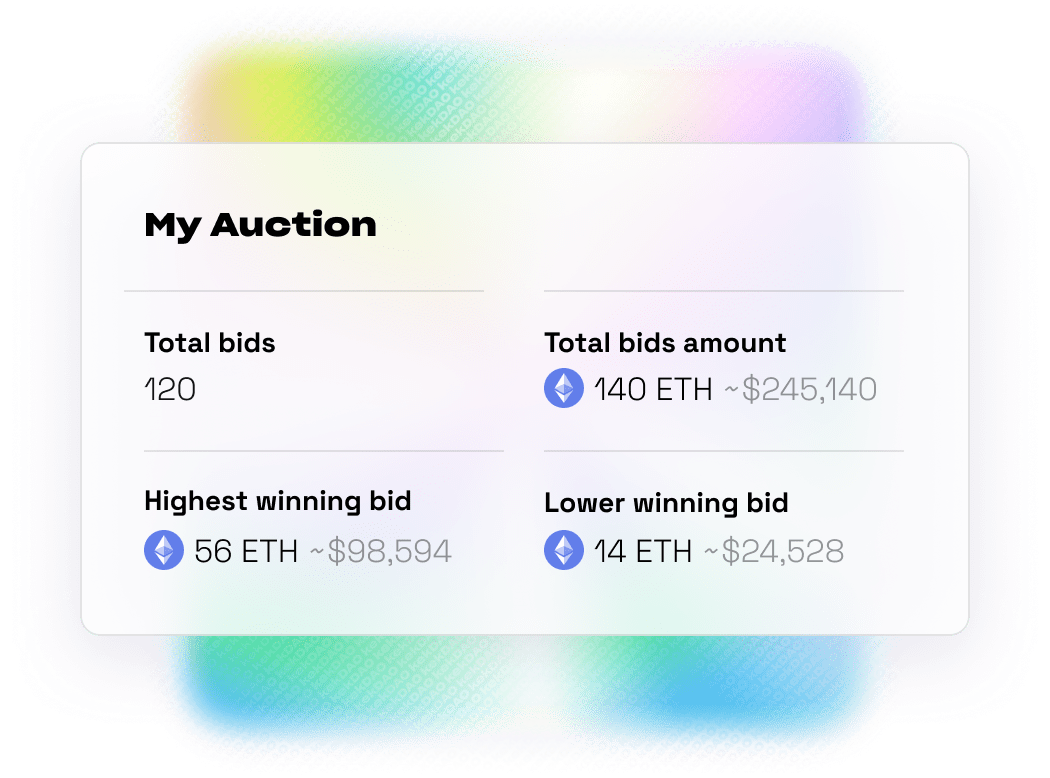 My Auction
Total bids
120
Total bids amount
140 ETH ~$245,140
Highest winning bid
56 ETH ~$98,594
Lower winning bid
14 ETH ~$24,528